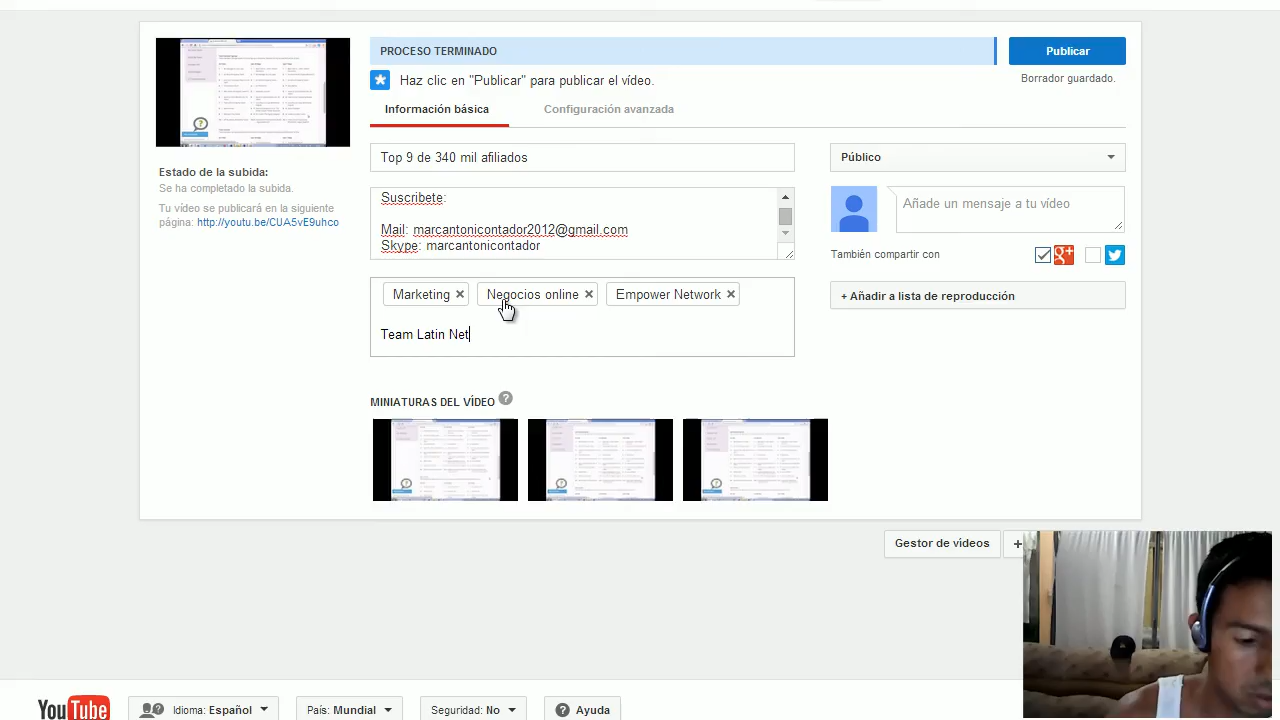 PROCESO TERMINADO
Publicar
Haz clic en "Publicar" para publicar el vídeo.
Borrador guardado.
Información básica
Configuración avanzada
Top 9 de 340 mil afiliados
Público
Estado de la subida:
Se ha completado la subida.
Tu vídeo se publicará en la siguiente
página: http://youtu.be/CUA5vE9uhco
Suscribete:
Mail: marcantonicontador2012@gmail.com
Skype: marcantonicontador
Añade un mensaje a tu vídeo
También compartir con
Marketing
Negocios online
Empower Network
+ Añadir a lista de reproducción
Team Latin Net
MINIATURAS DEL VÍDEO
Gestor de vídeos
+
YouTube
Idioma: Español
País: Mundial
Seguridad: No
Ayuda